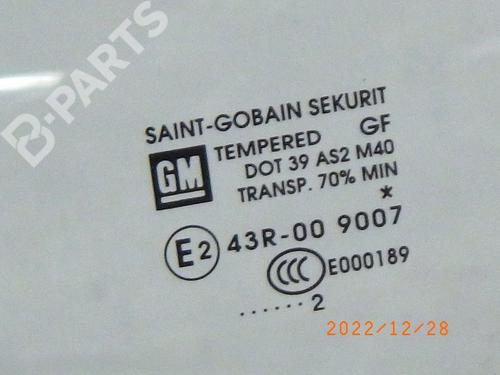 B-PARTS
SAINT-GOBAIN SEKURIT
GM TEMPERED GF
DOT 39 AS2 M40
TRANSP. 70% MIN
*
E2 43R-00 9007
CCC E000189
......2
2022/12/28